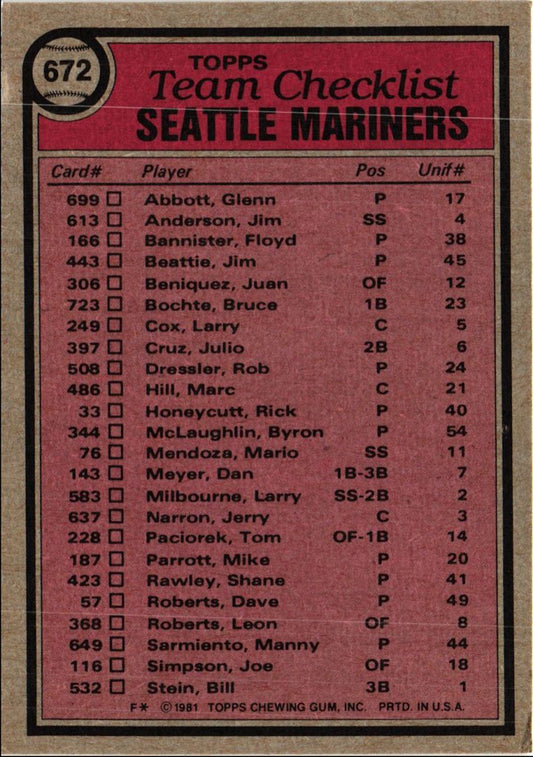 672
TOPPS
Team Checklist
SEATTLE MARINERS
Card# Player Pos Unif#
699 Abbott, Glenn P 17
613 Anderson, Jim SS 4
166 Bannister, Floyd P 38
443 Beattie, Jim P 45
306 Beniquez, Juan OF 12
723 Bochte, Bruce 1B 23
249 Cox, Larry C 5
397 Cruz, Julio 2B 6
508 Dressler, Rob P 24
486 Hill, Marc C 21
33 Honeycutt, Rick P 40
344 McLaughlin, Byron P 54
76 Mendoza, Mario SS 11
143 Meyer, Dan 1B-3B 7
583 Milbourne, Larry SS-2B 2
637 Narron, Jerry C 3
228 Paciorek, Tom OF-1B 14
187 Parrott, Mike P 20
423 Rawley, Shane P 41
57 Roberts, Dave P 49
368 Roberts, Leon OF 8
649 Sarmiento, Manny P 44
116 Simpson, Joe OF 18
532 Stein, Bill 3B 1
F* ©1981 TOPPS CHEWING GUM, INC. PRTD. IN U.S.A.